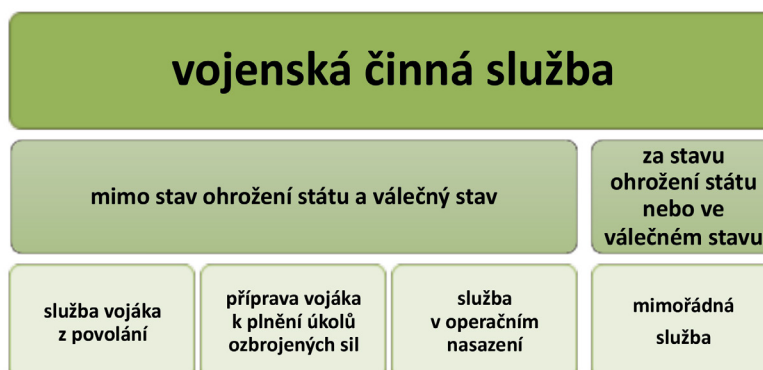 vojenská činná služba
mimo stav ohrožení státu a válečný stav
za stavu
ohrožení státu
nebo ve
válečném stavu
služba vojáka
z povolání
příprava vojáka
k plnění úkolů
ozbrojených sil
služba
v operačním
nasazení
mimořádná
služba